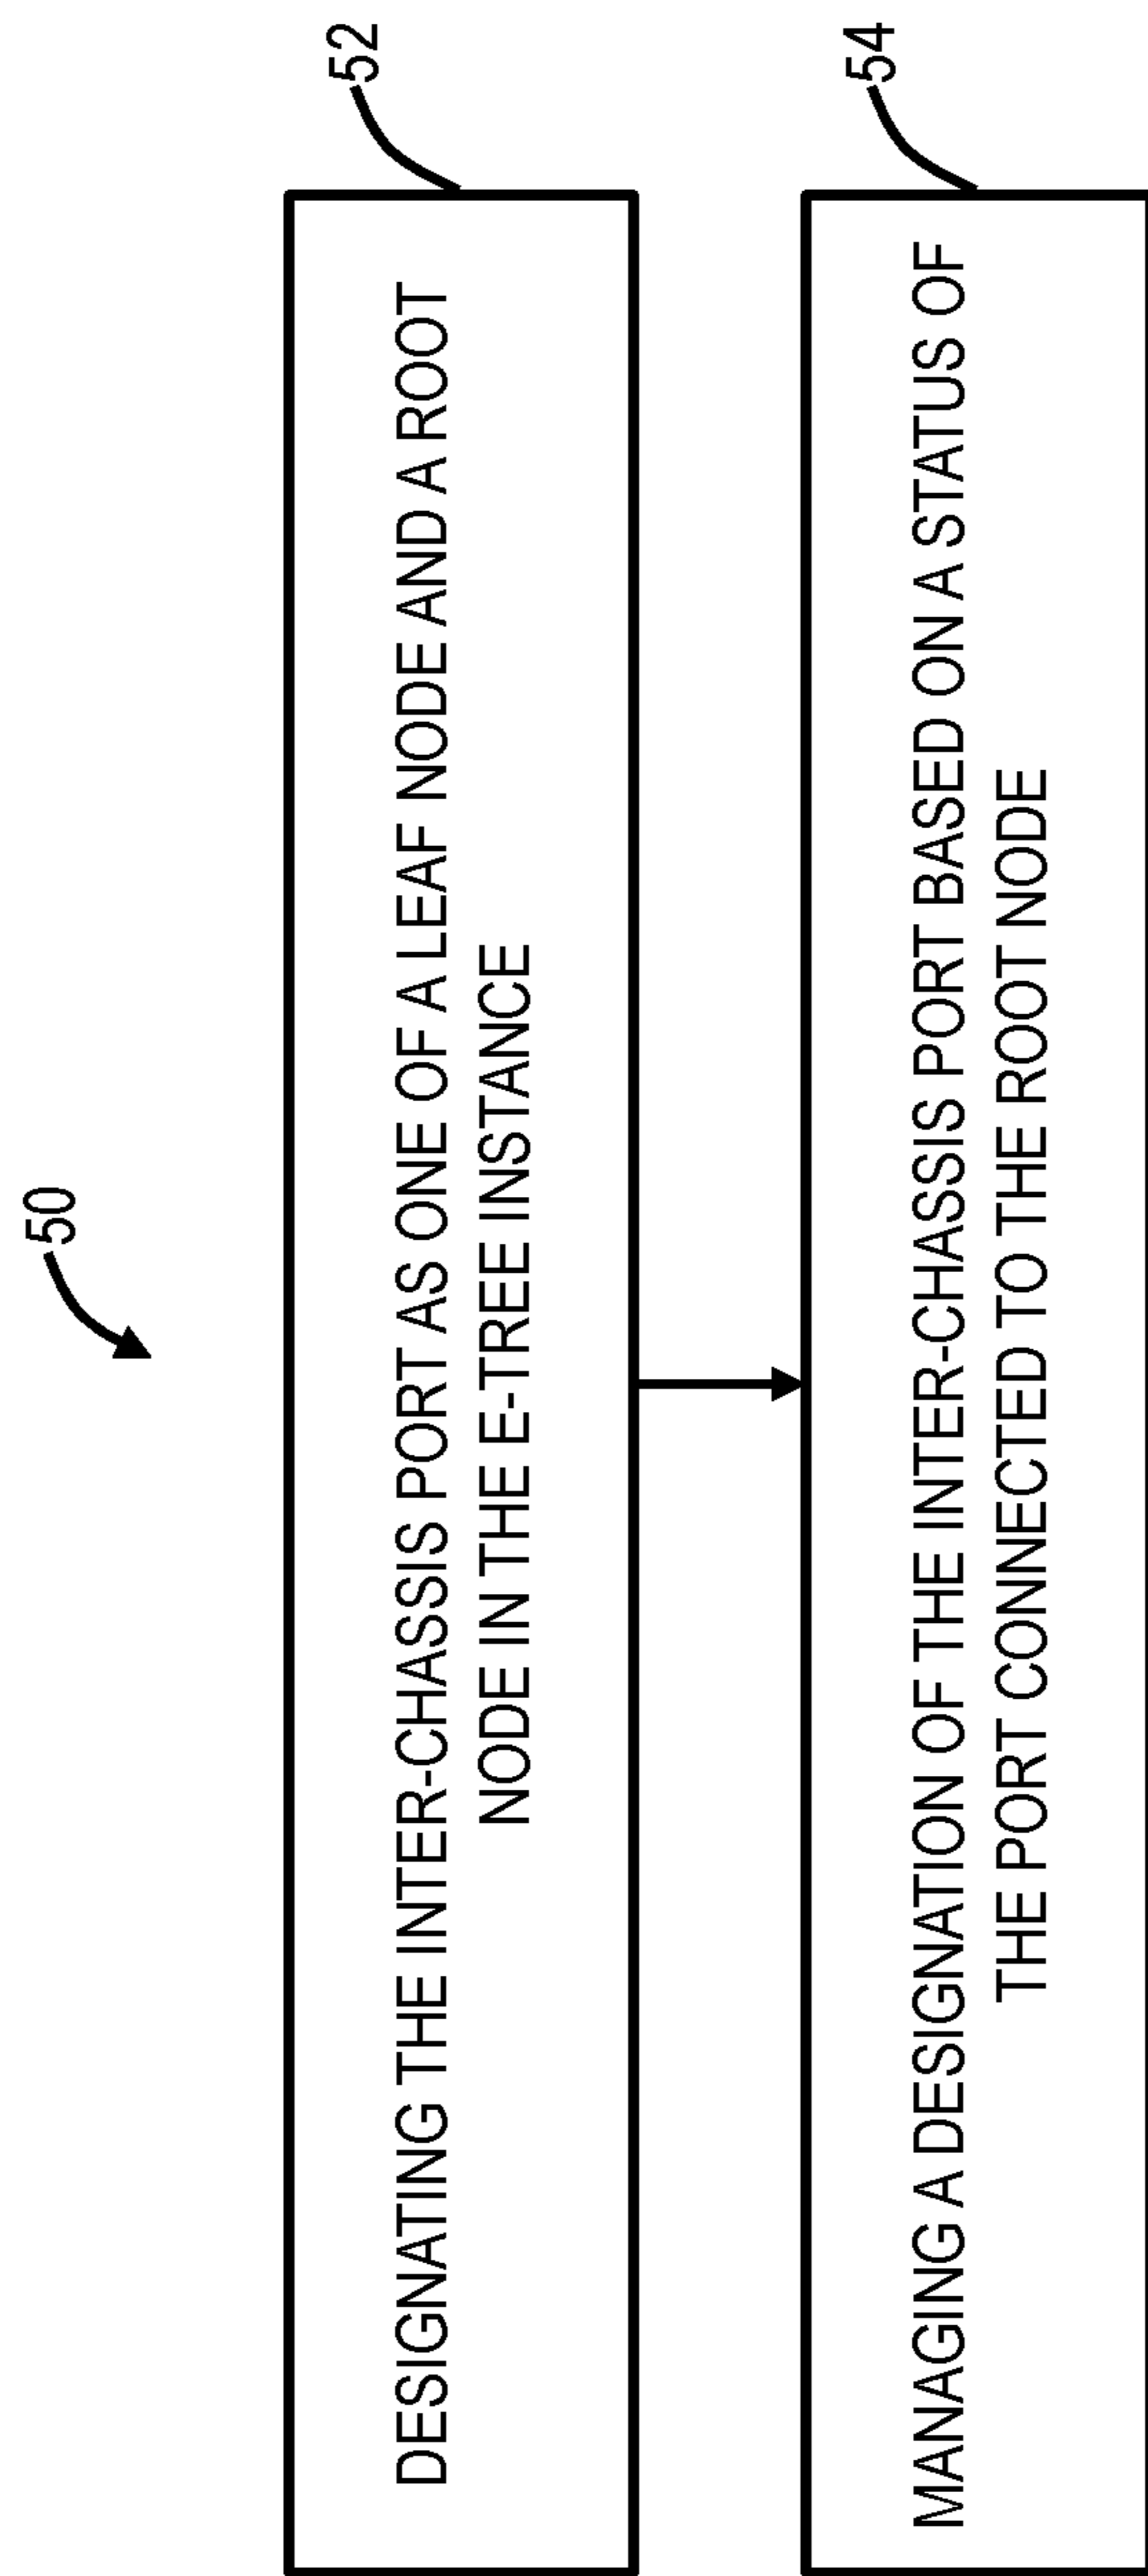 50
52
DESIGNATING THE INTER-CHASSIS PORT AS ONE OF A LEAF NODE AND A ROOT
NODE IN THE E-TREE INSTANCE
54
MANAGING A DESIGNATION OF THE INTER-CHASSIS PORT BASED ON A STATUS OF
THE PORT CONNECTED TO THE ROOT NODE